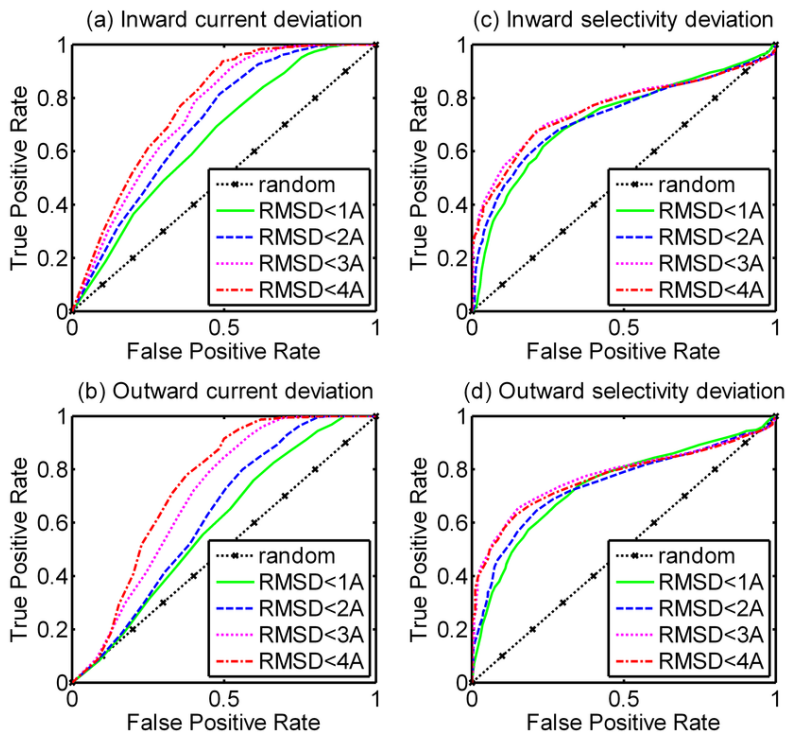 (a) Inward current deviation
1
0.8
0.6
0.4
0.2
0
True Positive Rate
random
RMSD<1A
RMSD<2A
RMSD<3A
RMSD<4A
0
0.5
1
False Positive Rate
(c) Inward selectivity deviation
1
0.8
0.6
0.4
0.2
0
True Positive Rate
random
RMSD<1A
RMSD<2A
RMSD<3A
RMSD<4A
0
0.5
1
False Positive Rate
(b) Outward current deviation
1
0.8
0.6
0.4
0.2
0
True Positive Rate
random
RMSD<1A
RMSD<2A
RMSD<3A
RMSD<4A
0
0.5
1
False Positive Rate
(d) Outward selectivity deviation
1
0.8
0.6
0.4
0.2
0
True Positive Rate
random
RMSD<1A
RMSD<2A
RMSD<3A
RMSD<4A
0
0.5
1
False Positive Rate